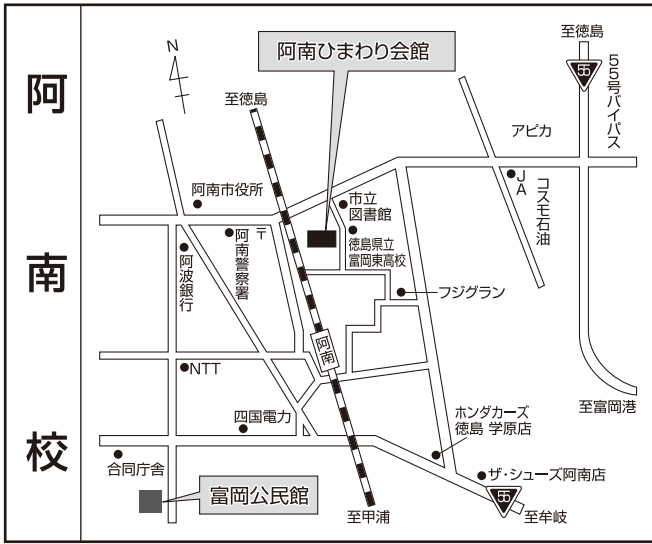 阿南校
N
至徳島
阿南ひまわり会館
至徳島
55
55号バイパス
アピカ
JA
コスモ石油
阿南市役所
市立
図書館
〒
阿南警察署
阿波銀行
徳島県立
富岡東高校
フジグラン
阿南
NTT
至富岡港
四国電力
ホンダカーズ
徳島 学原店
合同庁舎
ザ・シューズ阿南店
富岡公民館
至甲浦
55
至牟岐